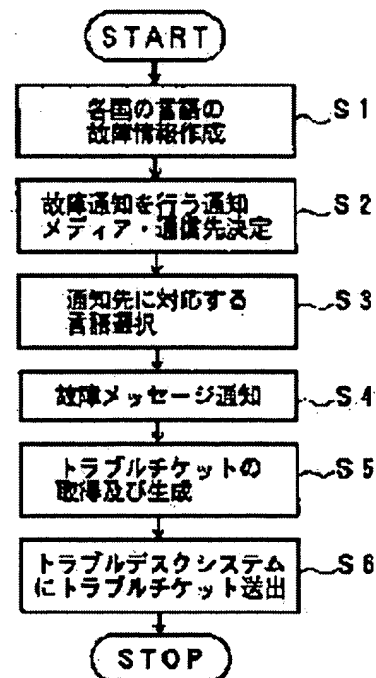 START
各国の言語の
故障情報作成
S1
故障通知を行う通知
メディア・通信先決定
S2
通知先に対応する
言語選択
S3
故障メッセージ通知
S4
トラブルチケットの
取得及び生成
S5
トラブルデスクシステム
にトラブルチケット送出
S6
STOP